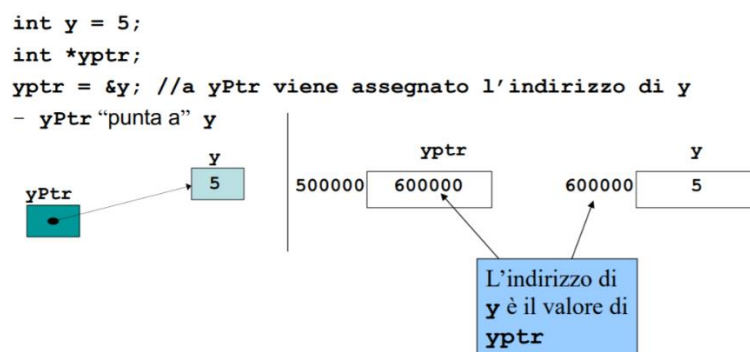 int y = 5;
int *yptr;
yptr = &y; //a yPtr viene assegnato l'indirizzo di y
– yPtr “punta a” y
y
5
yPtr
yptr
y
500000 600000
600000 5
L'indirizzo di
y è il valore di
yptr